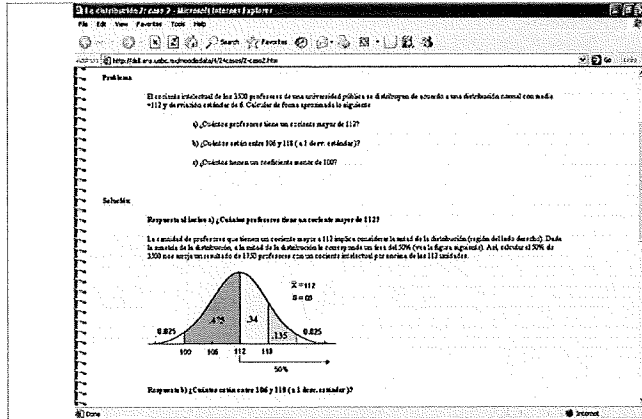 La distribución Z: caso 2 - Microsoft Internet Explorer
File Edit View Favorites Tools Help
Search Favorites
Go
Problema
El cociente intelectual de los 3500 profesores de una universidad pública se distribuyen de acuerdo a una distribución normal con media
=112 y desviación estándar de 6. Calcular de forma aproximada lo siguiente
a) ¿Cuántos profesores tiene un cociente mayor de 112?
b) ¿Cuántos están entre 106 y 118 ( a 1 desv. estándar )?
c) ¿Cuántos tienen un coeficiente menor de 100?
Solución
Respuesta al inciso a) ¿Cuántos profesores tiene un cociente mayor de 112?
La cantidad de profesores que tienen un cociente mayor a 112 implica considerar la mitad de la distribución (región del lado derecho). Dada
la simetría de la distribución, a la mitad de la distribución le corresponde un área del 50% (vea la figura siguiente). Así, calcular el 50% de
3500 nos arroja un resultado de 1750 profesores con un cociente intelectual por encima de las 112 unidades.
X = 112
0.025 .475 .34 .135 0.025
100 106 112 118
50%
Respuesta b) ¿Cuántos están entre 106 y 118 ( a 1 desv. estándar )?
Done Internet